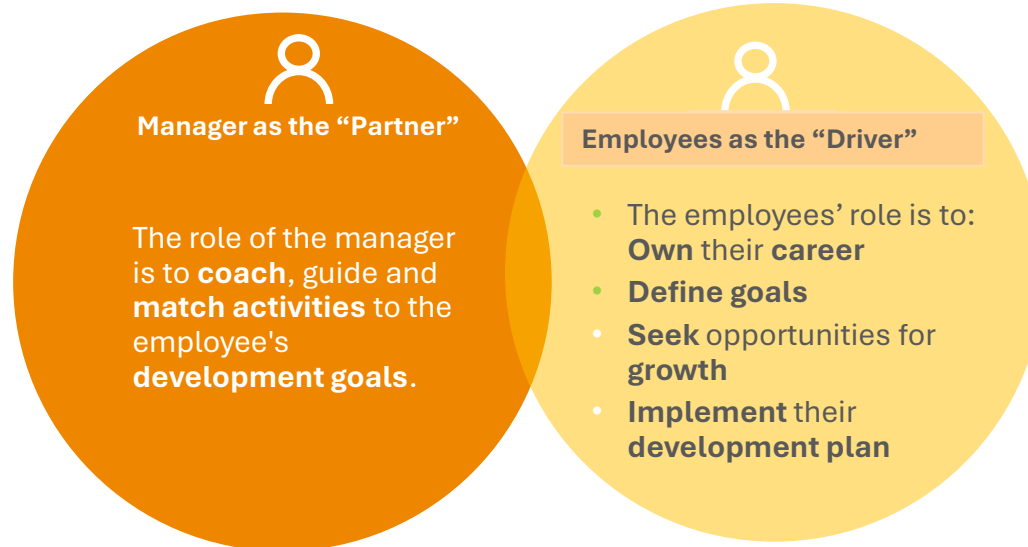 Manager as the “Partner”
The role of the manager
is to coach, guide and
match activities to the
employee's
development goals.
Employees as the “Driver”
• The employees’ role is to:
Own their career
• Define goals
• Seek opportunities for
growth
• Implement their
development plan